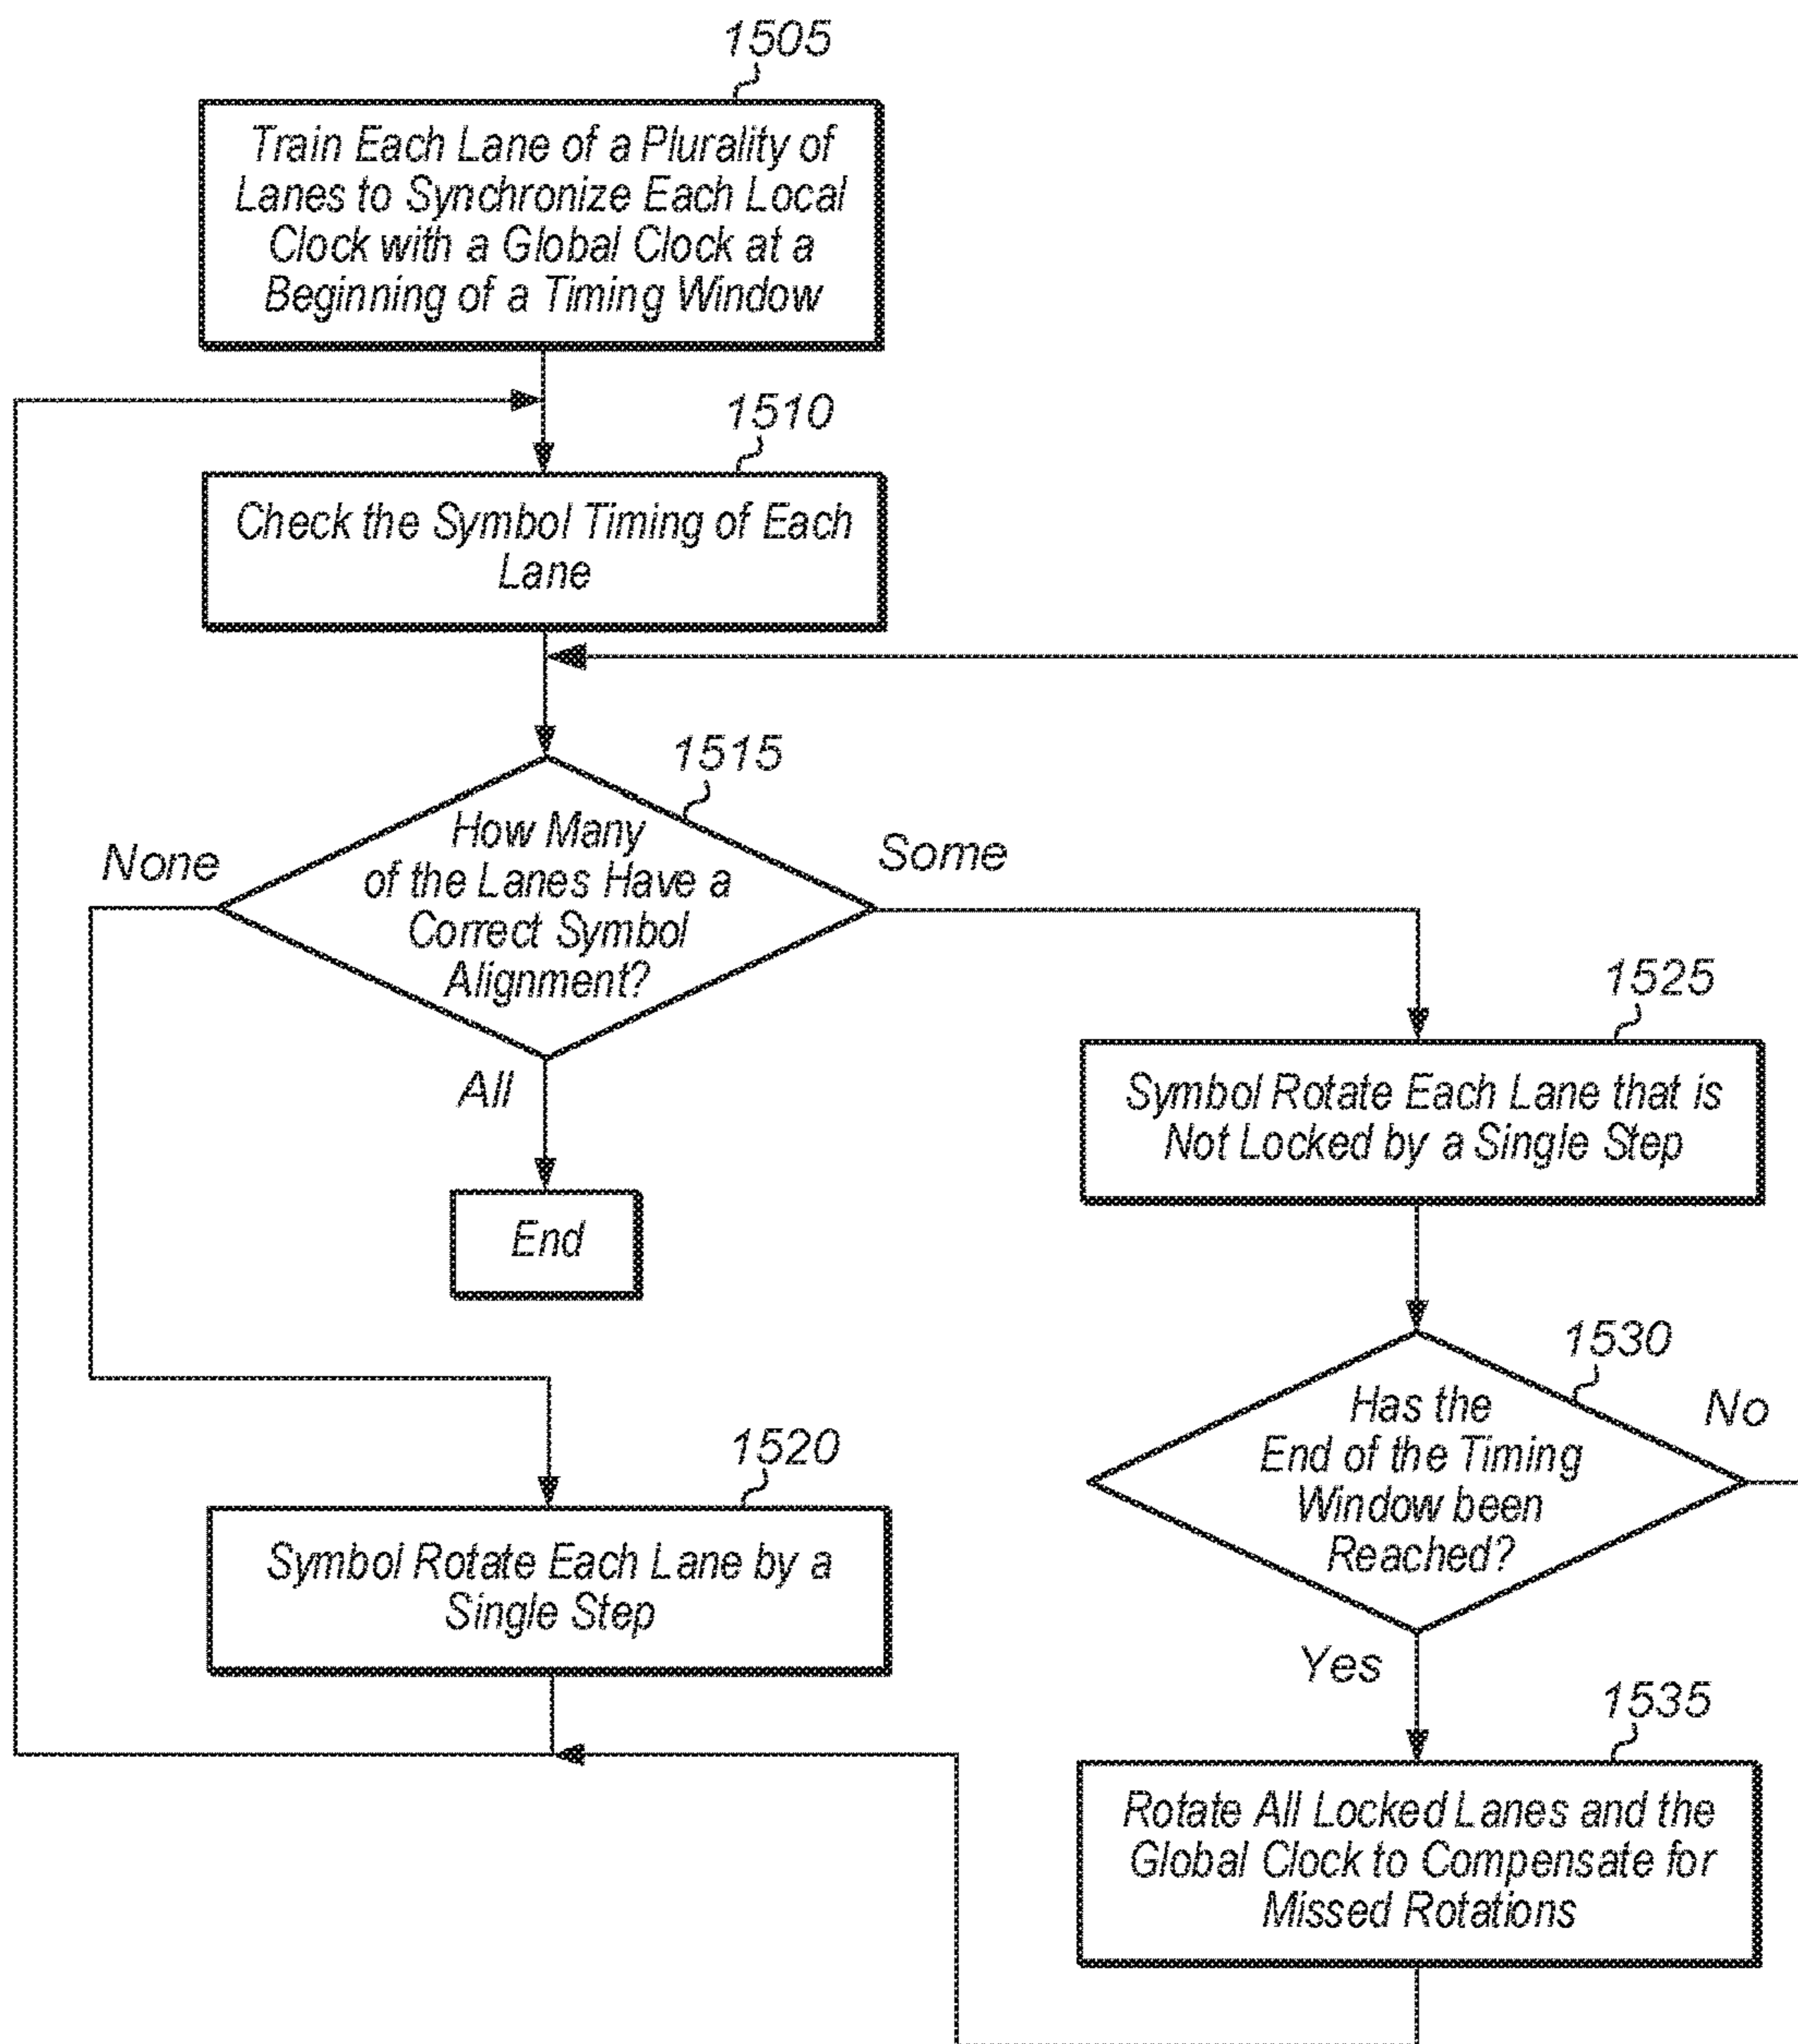 1505
Train Each Lane of a Plurality of
Lanes to Synchronize Each Local
Clock with a Global Clock at a
Beginning of a Timing Window
1510
Check the Symbol Timing of Each
Lane
1515
How Many
of the Lanes Have a
Correct Symbol
Alignment?
None
Some
All
End
1520
Symbol Rotate Each Lane by a
Single Step
1525
Symbol Rotate Each Lane that is
Not Locked by a Single Step
1530
Has the
End of the Timing
Window been
Reached?
No
Yes
1535
Rotate All Locked Lanes and the
Global Clock to Compensate for
Missed Rotations